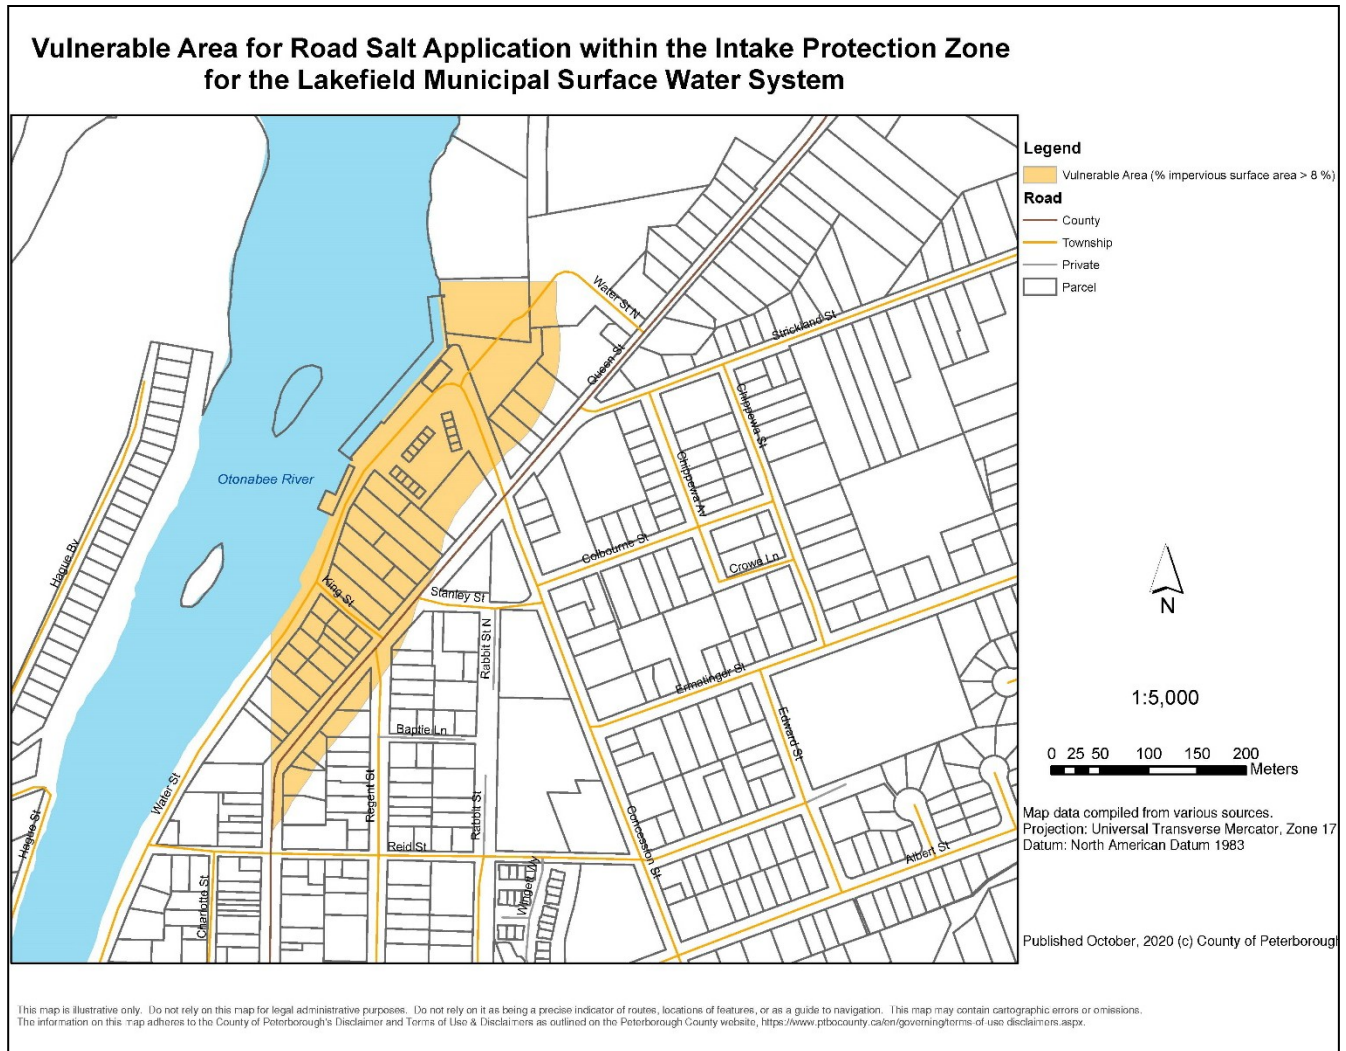 Vulnerable Area for Road Salt Application within the Intake Protection Zone
for the Lakefield Municipal Surface Water System
Legend
Vulnerable Area (% impervious surface area > 8 %)
Road
County
Township
Private
Parcel
Water St N
Queen St
Strickland St
Chippewa St
Chippewa Av
Otonabee River
Hague Bv
Colbourne St
Crowe Ln
King St
Stanley St
Rabbit St N
Ermatinger St
Edward St
Baptie Ln
Water St
Regent St
Rabbit St
Hague St
Reid St
Concession St
Albert St
Charlotte St
Wingett Wy
N
1:5,000
0 25 50 100 150 200
Meters
Map data compiled from various sources.
Projection: Universal Transverse Mercator, Zone 17
Datum: North American Datum 1983
Published October, 2020 (c) County of Peterborough
This map is illustrative only. Do not rely on this map for legal administrative purposes. Do not rely on it as being a precise indicator of routes, locations of features, or as a guide to navigation. This map may contain cartographic errors or omissions.
The information on this map adheres to the County of Peterborough's Disclaimer and Terms of Use & Disclaimers as outlined on the Peterborough County website, https://www.ptbocounty.ca/en/governing/terms-of-use disclaimers.aspx.